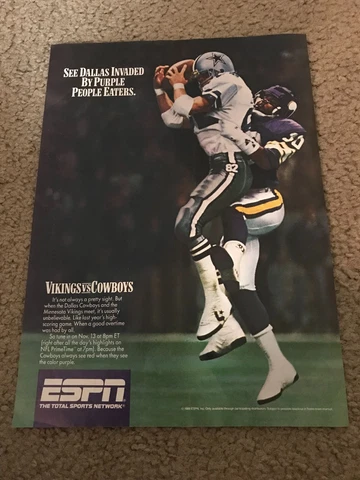 SEE DALLAS INVADED
BY PURPLE
PEOPLE EATERS.
82
VIKINGS VS COWBOYS
It's not always a pretty sight. But
when the Dallas Cowboys and the
Minnesota Vikings meet, it's usually
unbelievable. Like last year's high-
scoring game. When a good overtime
was had by all.
So tune in on Nov. 13 at 8pm ET
(right after all the day's highlights on
NFL PrimeTime at 7pm). Because the
Cowboys always see red when they see
the color purple.
ESPN
THE TOTAL SPORTS NETWORK